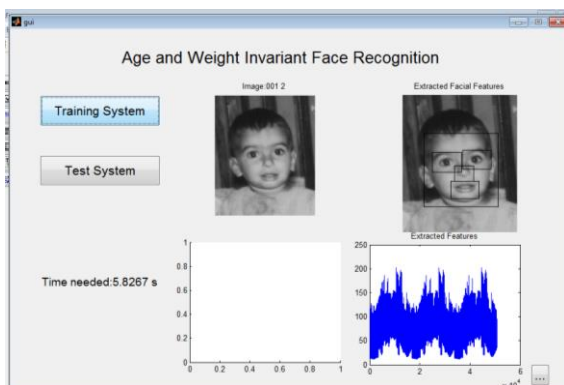 gui
Age and Weight Invariant Face Recognition
Training System
Test System
Time needed:5.8267 s
Image:001 2
Extracted Facial Features
1
0.8
0.6
0.4
0.2
0
0 0.2 0.4 0.6 0.8 1
Extracted Features
250
200
150
100
50
0
0 2 4 6
...